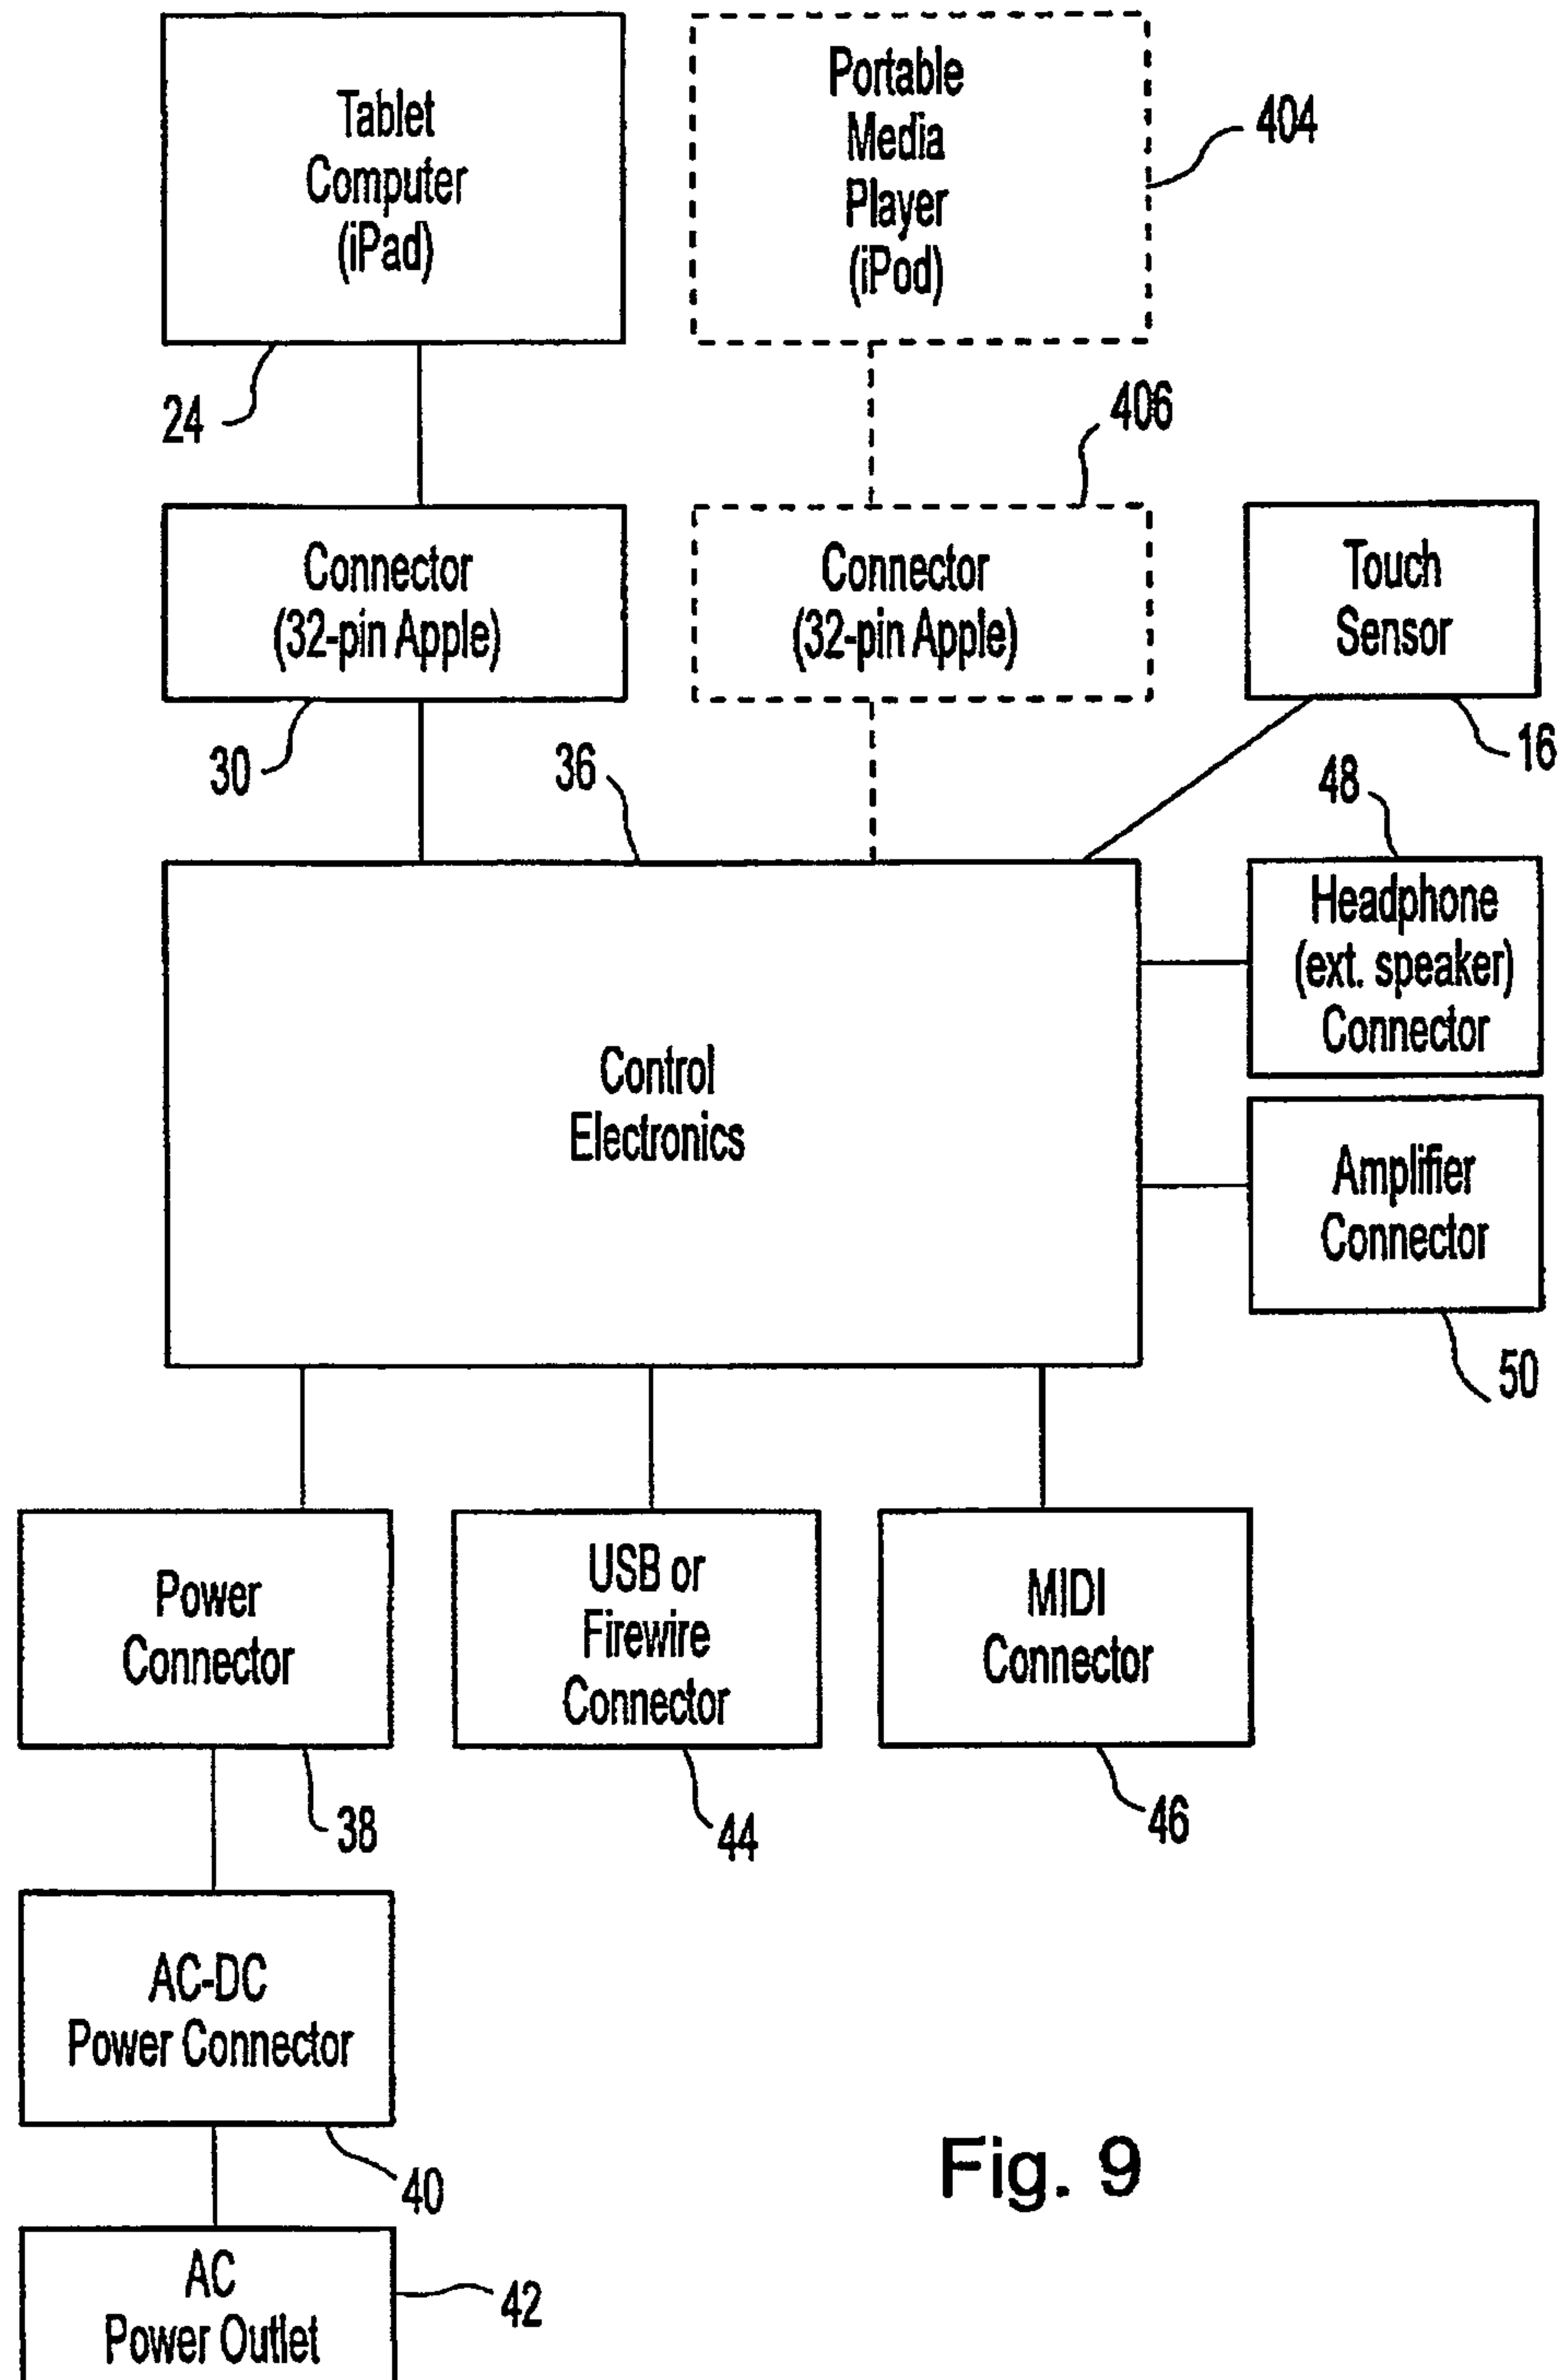 Tablet
Computer
(iPad)
24
Portable
Media
Player
(iPod)
404
Connector
(32-pin Apple)
30
Connector
(32-pin Apple)
406
Touch
Sensor
16
36
Control
Electronics
48
Headphone
(ext. speaker)
Connector
Amplifier
Connector
50
Power
Connector
38
USB or
Firewire
Connector
44
MIDI
Connector
46
AC-DC
Power Connector
40
AC
Power Outlet
42
Fig. 9